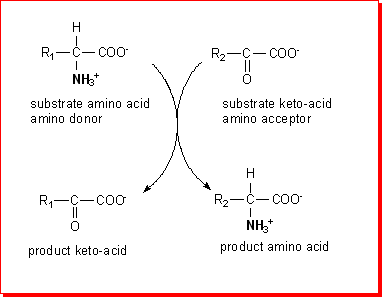 H
R1—C—COO-
NH3+
substrate amino acid
amino donor
R2—C—COO-
O
substrate keto-acid
amino acceptor
R1—C—COO-
O
product keto-acid
H
R2—C—COO-
NH3+
product amino acid